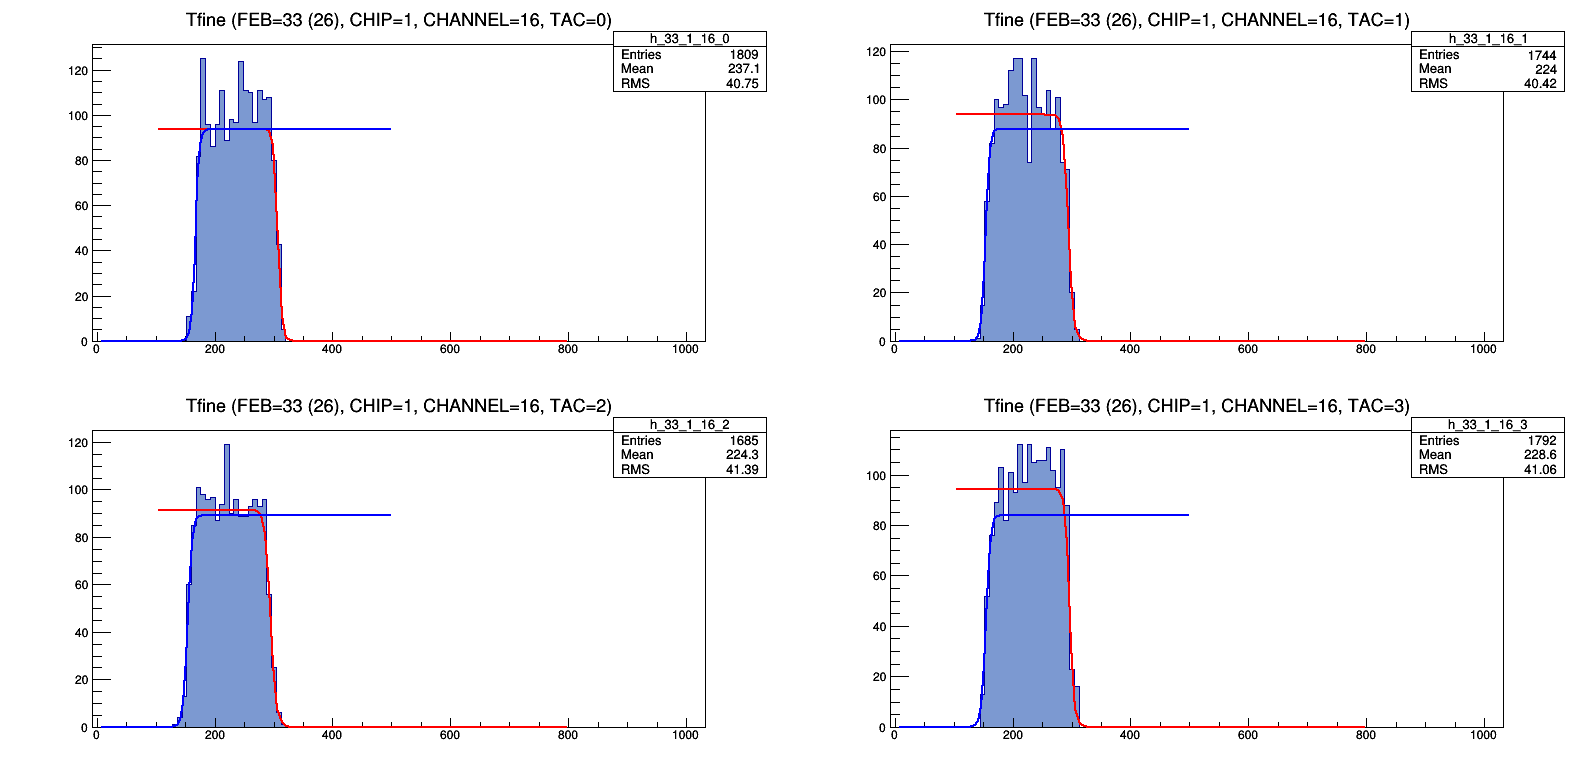 Tfine (FEB=33 (26), CHIP=1, CHANNEL=16, TAC=0)
h_33_1_16_0
Entries 1809
Mean 237.1
RMS 40.75
120
100
80
60
40
20
0
0 200 400 600 800 1000
Tfine (FEB=33 (26), CHIP=1, CHANNEL=16, TAC=1)
h_33_1_16_1
Entries 1744
Mean 224
RMS 40.42
120
100
80
60
40
20
0
0 200 400 600 800 1000
Tfine (FEB=33 (26), CHIP=1, CHANNEL=16, TAC=2)
h_33_1_16_2
Entries 1685
Mean 224.3
RMS 41.39
120
100
80
60
40
20
0
0 200 400 600 800 1000
Tfine (FEB=33 (26), CHIP=1, CHANNEL=16, TAC=3)
h_33_1_16_3
Entries 1792
Mean 228.6
RMS 41.06
100
80
60
40
20
0
0 200 400 600 800 1000